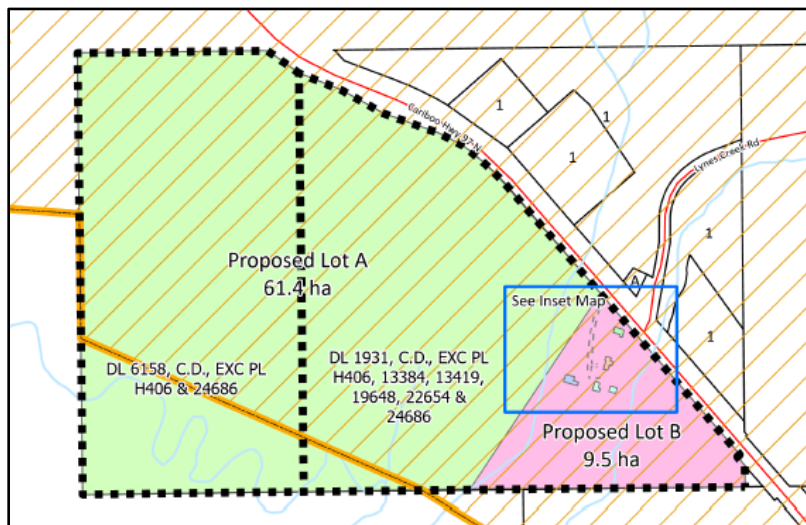 1
1
1
Cariboo Hwy 97 N
Lynes Creek Rd
1
Proposed Lot A
61.4 ha
A
See Inset Map
1
DL 6158, C.D., EXC PL
H406 & 24686
DL 1931, C.D., EXC PL
H406, 13384, 13419,
19648, 22654 &
24686
Proposed Lot B
9.5 ha